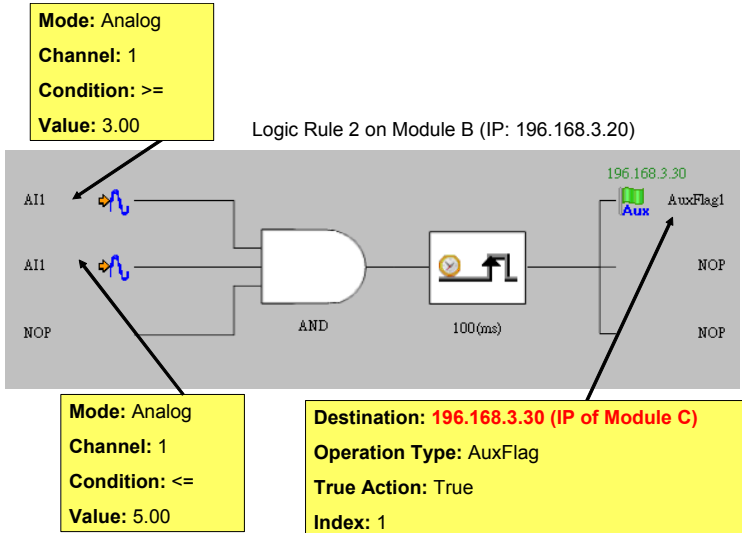 Mode: Analog
Channel: 1
Condition: >=
Value: 3.00
Logic Rule 2 on Module B (IP: 196.168.3.20)
196.168.3.30
AI1
Aux
AuxFlag1
AI1
NOP
NOP
AND
100(ms)
NOP
Mode: Analog
Channel: 1
Condition: <=
Value: 5.00
Destination: 196.168.3.30 (IP of Module C)
Operation Type: AuxFlag
True Action: True
Index: 1